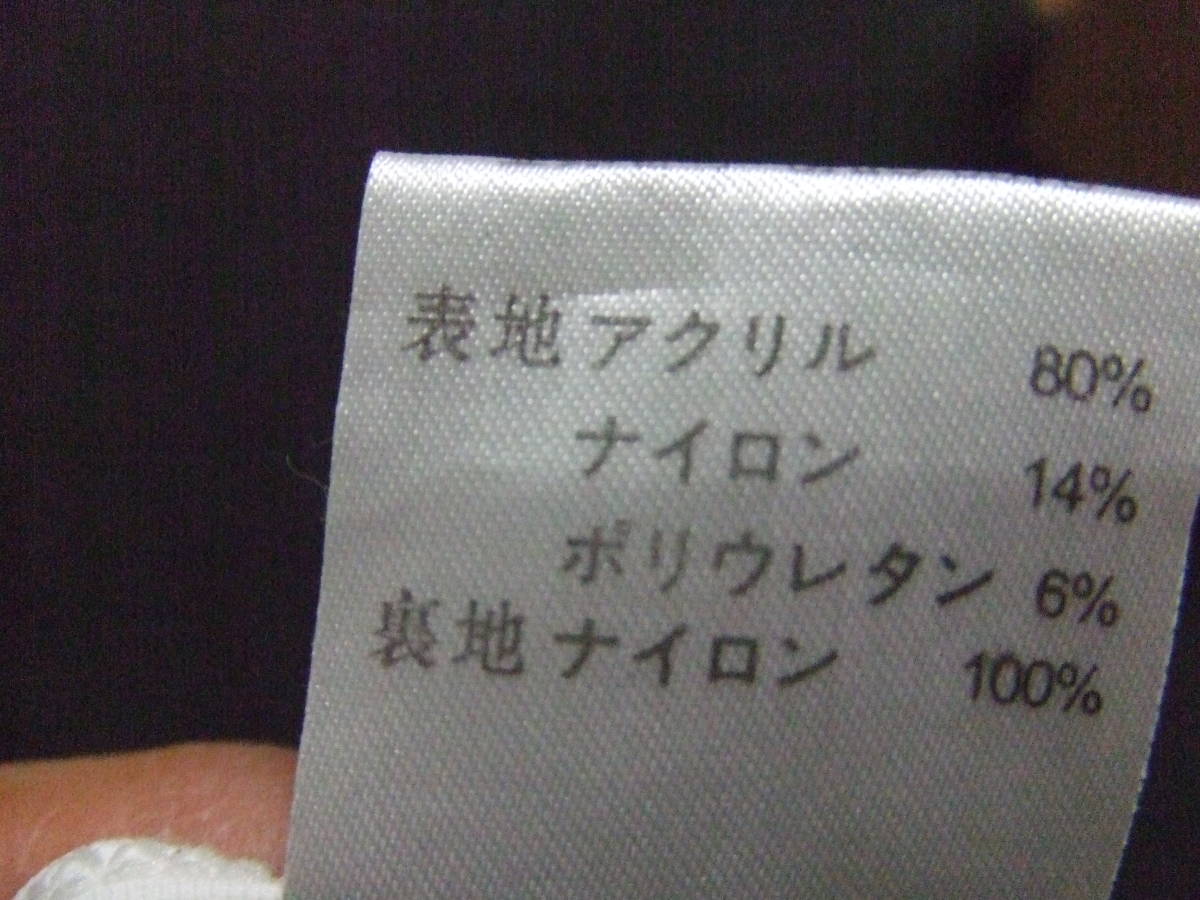 表地 アクリル 80%
ナイロン 14%
ポリウレタン 6%
裏地 ナイロン 100%